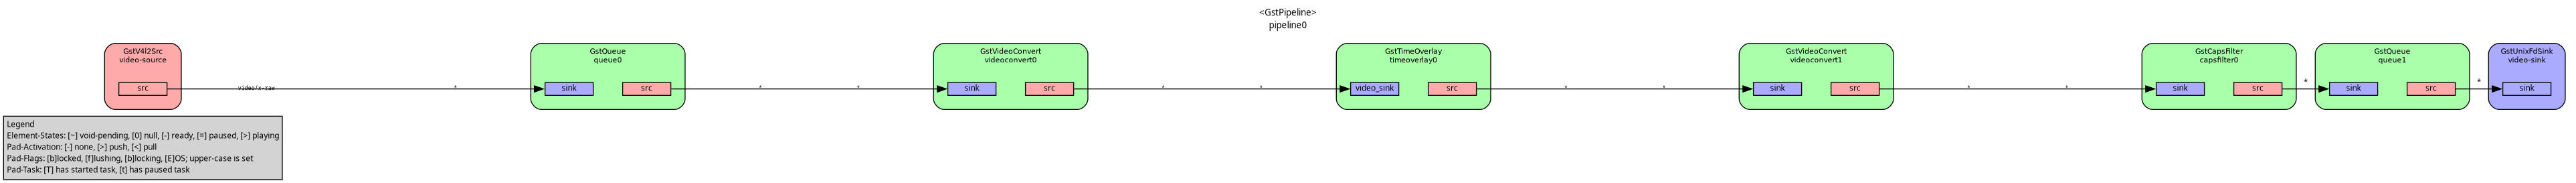 <GstPipeline>
pipeline0
GstV4l2Src
video-source
src
video/x-raw
*
GstQueue
queue0
sink
src
*
*
GstVideoConvert
videoconvert0
sink
src
*
*
GstTimeOverlay
timeoverlay0
video_sink
src
*
*
GstVideoConvert
videoconvert1
sink
src
*
*
GstCapsFilter
capsfilter0
sink
src
*
GstQueue
queue1
sink
src
*
GstUnixFdSink
video-sink
sink
Legend
Element-States: [~] void-pending, [0] null, [-] ready, [=] paused, [>] playing
Pad-Activation: [-] none, [>] push, [<] pull
Pad-Flags: [b]locked, [f]lushing, [b]locking, [E]OS; upper-case is set
Pad-Task: [T] has started task, [t] has paused task